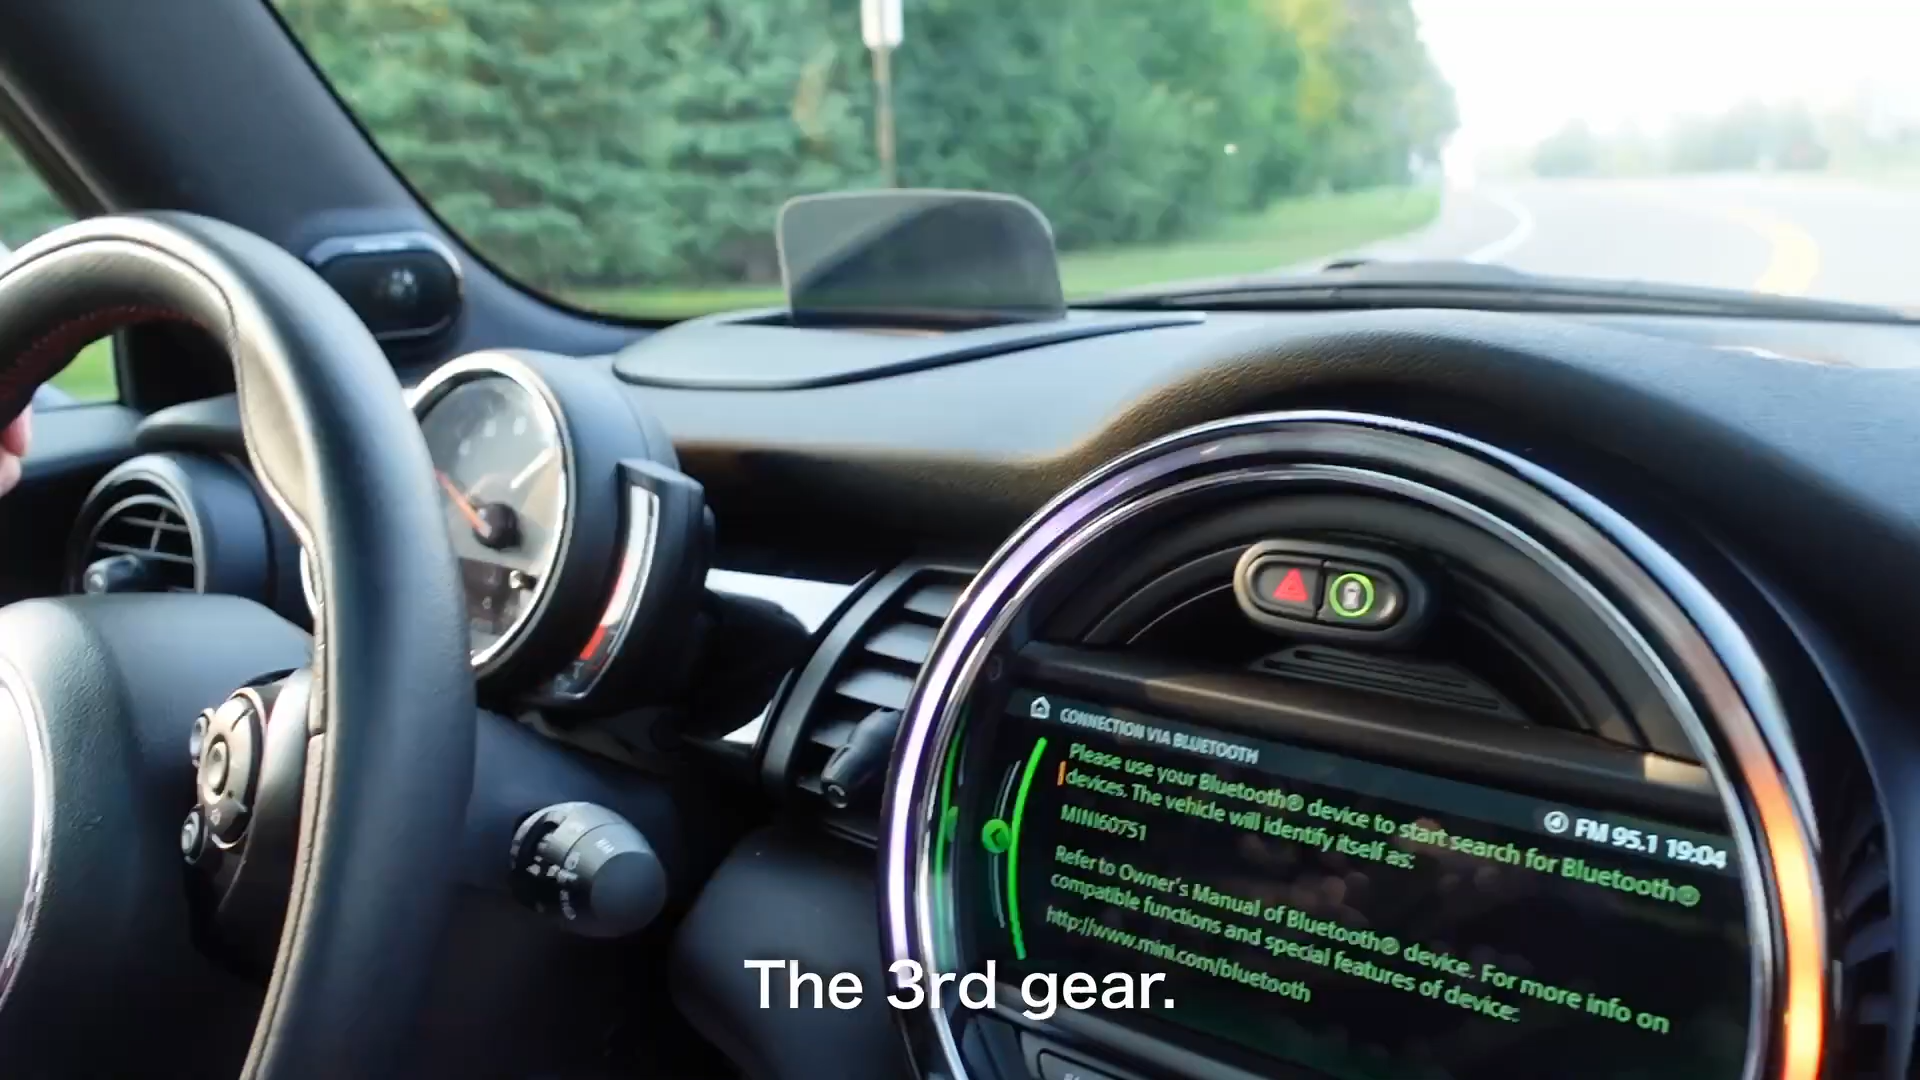 CONNECTION VIA BLUETOOTH
FM 95.1 19:04
Please use your Bluetooth® device to start search for Bluetooth®
devices. The vehicle will identify itself as:
MINI60751
Refer to Owner's Manual of Bluetooth® device. For more info on
compatible functions and special features of device:
http://www.mini.com/bluetooth
The 3rd gear.